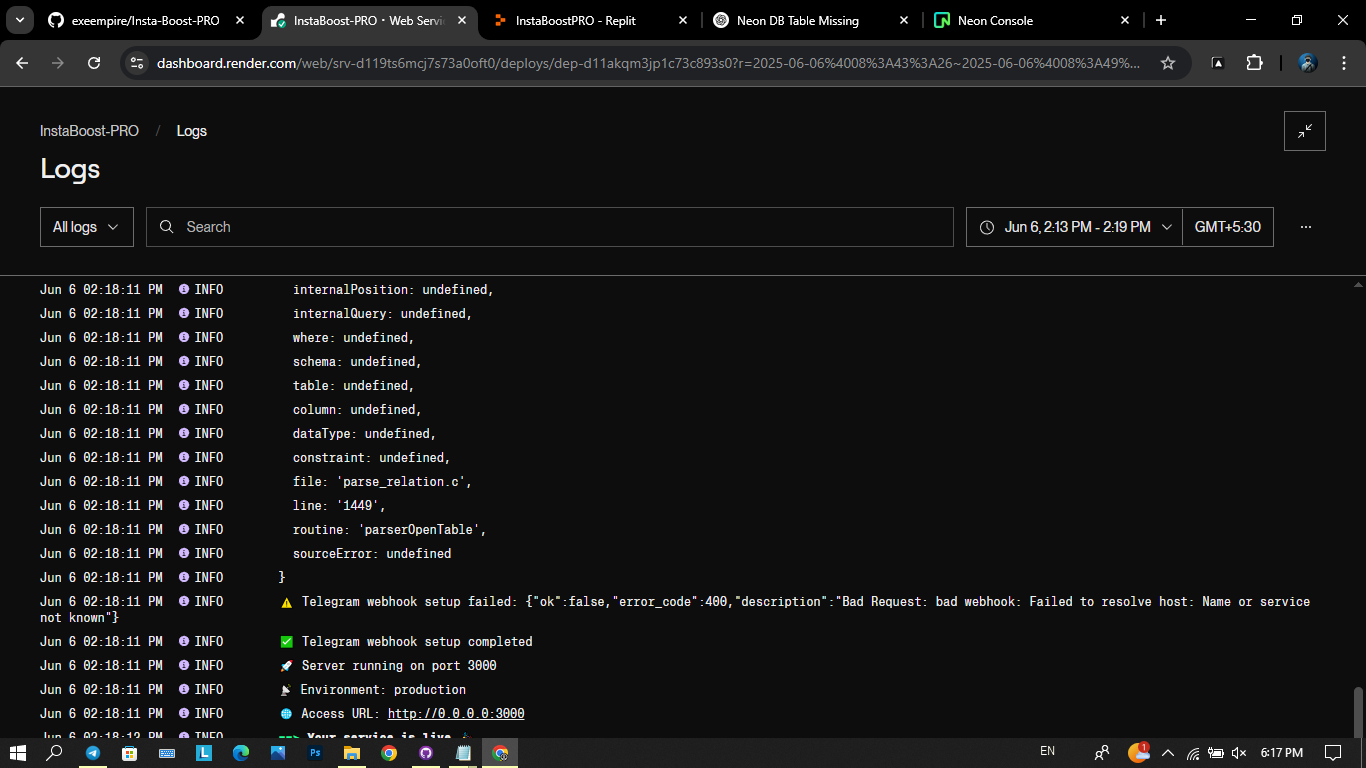 exeempire/Insta-Boost-PRO
InstaBoost-PRO · Web Servic
InstaBoostPRO - Replit
Neon DB Table Missing
Neon Console
dashboard.render.com/web/srv-d119ts6mcj7s73a0oft0/deploys/dep-d11akqm3jp1c73c893s0?r=2025-06-06%4008%3A43%3A26~2025-06-06%4008%3A49%...
InstaBoost-PRO / Logs
Logs
All logs
Search
Jun 6, 2:13 PM - 2:19 PM
GMT+5:30
Jun 6 02:18:11 PM INFO internalPosition: undefined,
Jun 6 02:18:11 PM INFO internalQuery: undefined,
Jun 6 02:18:11 PM INFO where: undefined,
Jun 6 02:18:11 PM INFO schema: undefined,
Jun 6 02:18:11 PM INFO table: undefined,
Jun 6 02:18:11 PM INFO column: undefined,
Jun 6 02:18:11 PM INFO dataType: undefined,
Jun 6 02:18:11 PM INFO constraint: undefined,
Jun 6 02:18:11 PM INFO file: 'parse_relation.c',
Jun 6 02:18:11 PM INFO line: '1449',
Jun 6 02:18:11 PM INFO routine: 'parserOpenTable',
Jun 6 02:18:11 PM INFO sourceError: undefined
Jun 6 02:18:11 PM INFO }
Jun 6 02:18:11 PM INFO ⚠️ Telegram webhook setup failed: {"ok":false,"error_code":400,"description":"Bad Request: bad webhook: Failed to resolve host: Name or service
not known"}
Jun 6 02:18:11 PM INFO ✅ Telegram webhook setup completed
Jun 6 02:18:11 PM INFO 🚀 Server running on port 3000
Jun 6 02:18:11 PM INFO 📡 Environment: production
Jun 6 02:18:11 PM INFO 🌐 Access URL: http://0.0.0.0:3000
Jun 6 02:18:12 PM INFO ==> Your service is live 🎉
L
Ps
1
EN
6:17 PM